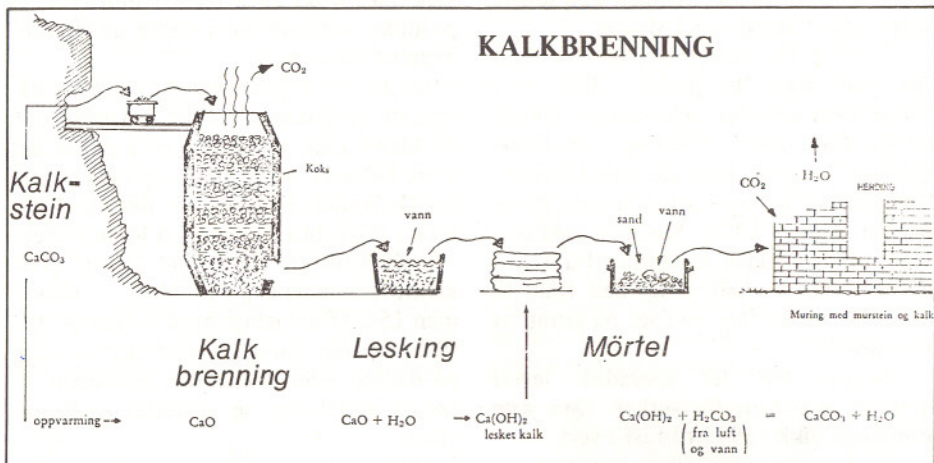 KALKBRENNING
CO₂
Koks
Kalk-
stein
CaCO₃
vann
sand
vann
CO₂
H₂O
HERDING
Muring med murstein og kalk
Kalk
brenning
Lesking
Mörtel
oppvarming → CaO
CaO + H₂O → Ca(OH)₂
lesket kalk
Ca(OH)₂ + H₂CO₃ = CaCO₃ + H₂O
(fra luft
og vann)